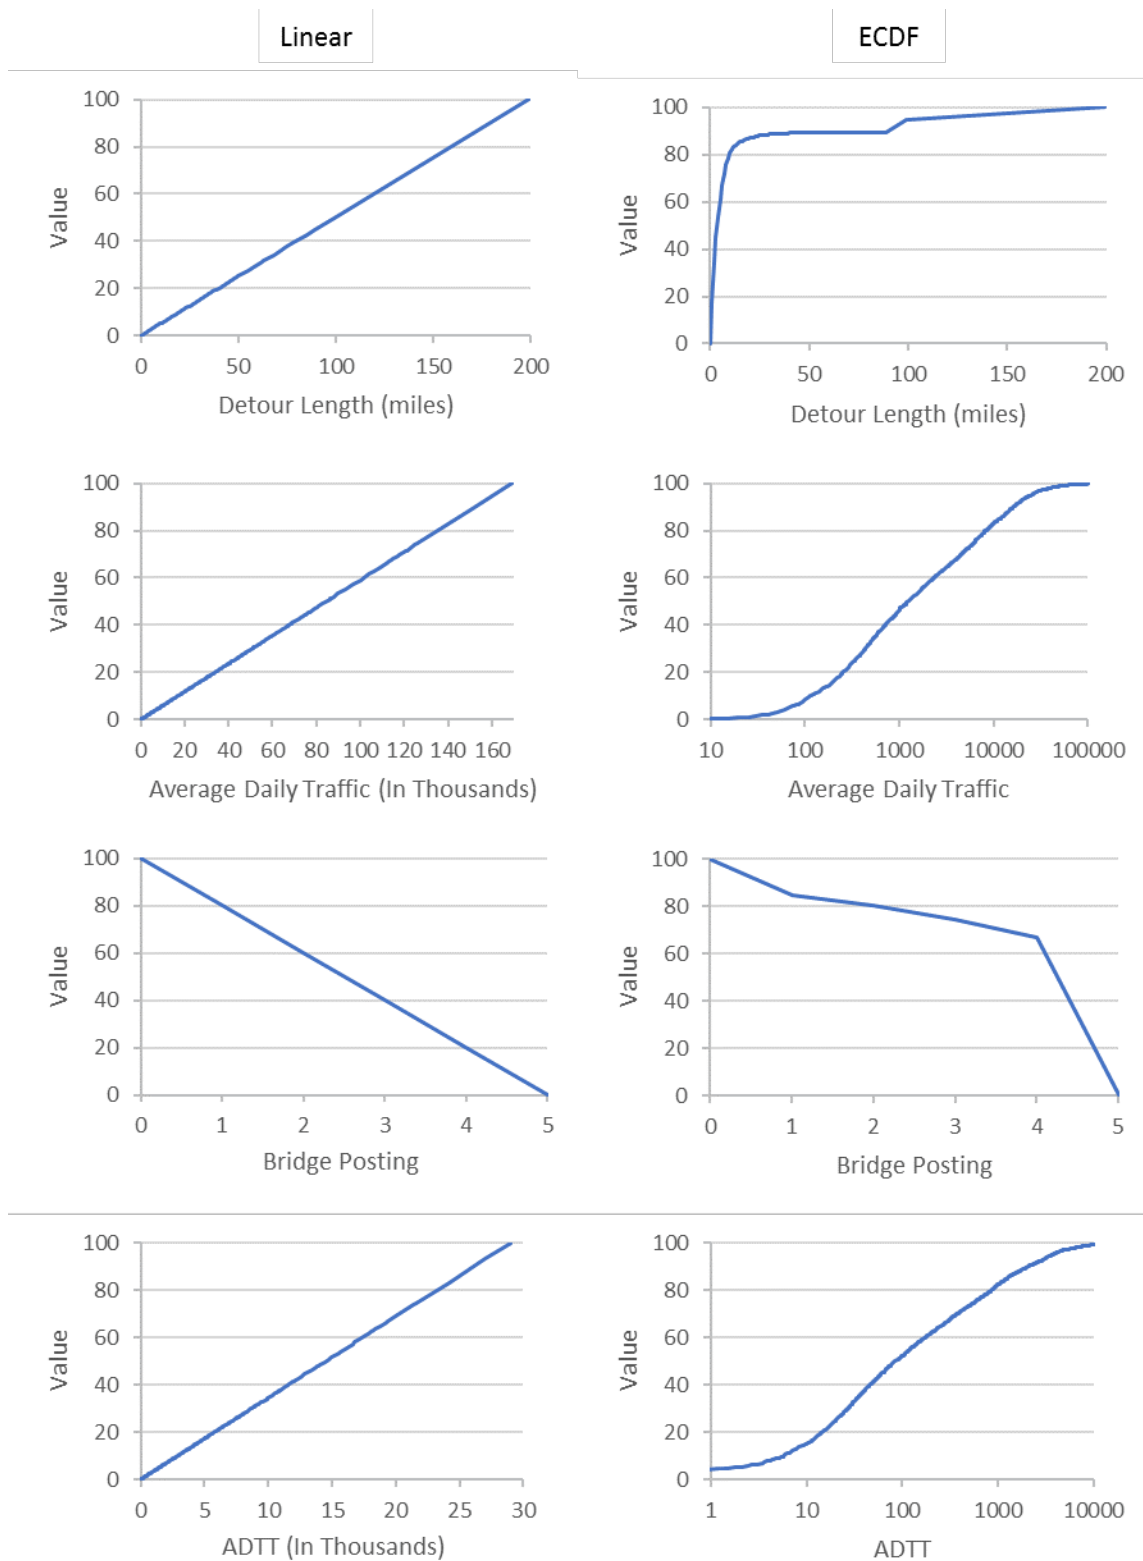 Linear
ECDF
100
80
60
40
20
0
Value
0 50 100 150 200
Detour Length (miles)
100
80
60
40
20
0
Value
0 50 100 150 200
Detour Length (miles)
100
80
60
40
20
0
Value
0 20 40 60 80 100 120 140 160
Average Daily Traffic (In Thousands)
100
80
60
40
20
0
Value
10 100 1000 10000 100000
Average Daily Traffic
100
80
60
40
20
0
Value
0 1 2 3 4 5
Bridge Posting
100
80
60
40
20
0
Value
0 1 2 3 4 5
Bridge Posting
100
80
60
40
20
0
Value
0 5 10 15 20 25 30
ADTT (In Thousands)
100
80
60
40
20
0
Value
1 10 100 1000 10000
ADTT